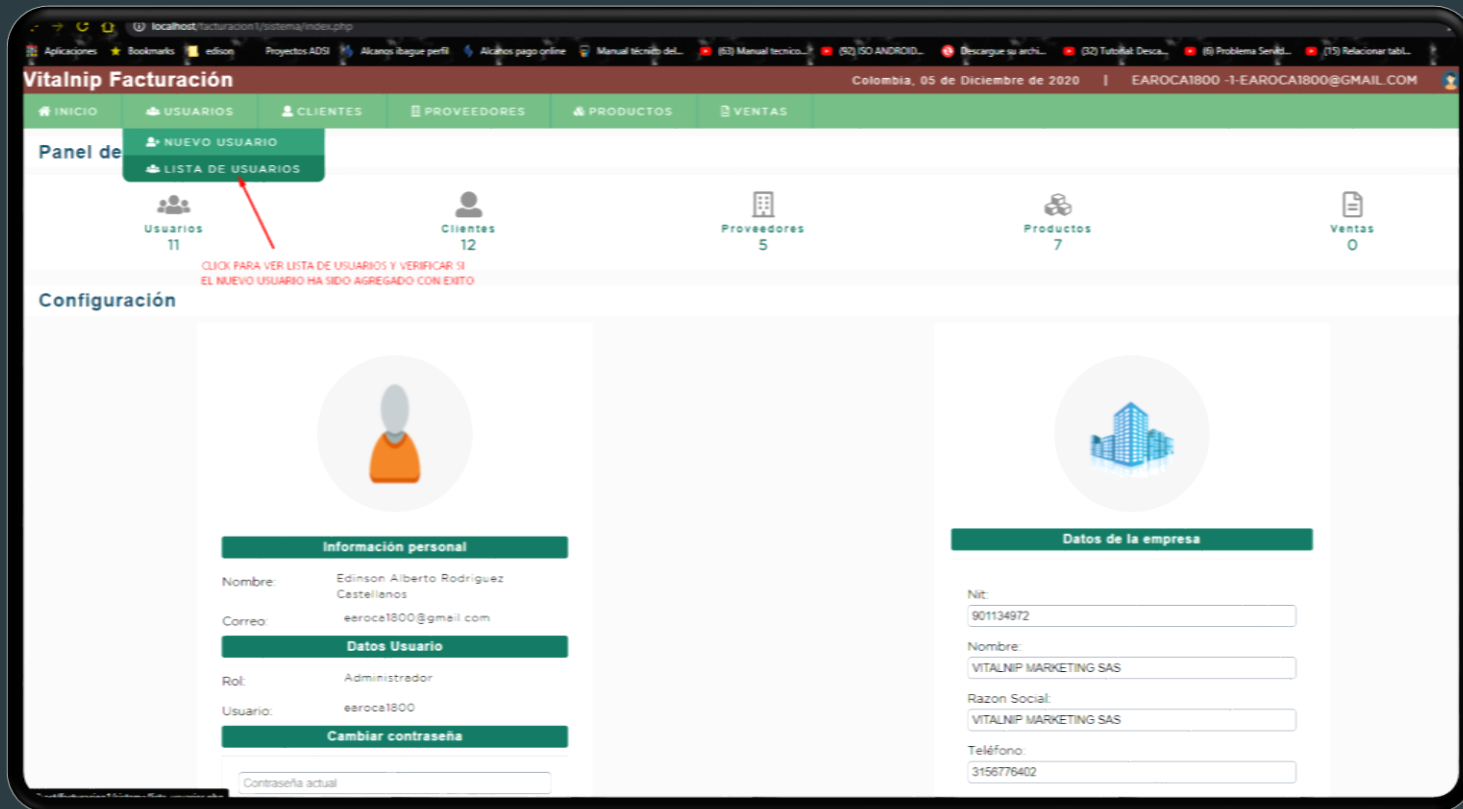 localhost/facturacion1/sistema/index.php
Aplicaciones Bookmarks edison Proyectos ADSI Alcanos ibague perfil Alcanos pago online Manual técnico del... (63) Manual tecnico... (92) ISO ANDROID... Descargue su archi... (32) Tutorial: Desca... (6) Problema Servid... (15) Relacionar tabl...
Vitalnip Facturación Colombia, 05 de Diciembre de 2020 | EAROCA1800 -1-EAROCA1800@GMAIL.COM
INICIO USUARIOS CLIENTES PROVEEDORES PRODUCTOS VENTAS
NUEVO USUARIO
Panel de
LISTA DE USUARIOS
Usuarios Clientes Proveedores Productos Ventas
11 12 5 7 0
CLICK PARA VER LISTA DE USUARIOS Y VERIFICAR SI
EL NUEVO USUARIO HA SIDO AGREGADO CON EXITO
Configuración
Información personal
Nombre: Edinson Alberto Rodriguez
Castellanos
Correo: earoca1800@gmail.com
Datos Usuario
Rol: Administrador
Usuario: earoca1800
Cambiar contraseña
Contraseña actual
Datos de la empresa
Nit:
901134972
Nombre:
VITALNIP MARKETING SAS
Razon Social:
VITALNIP MARKETING SAS
Teléfono:
3156776402